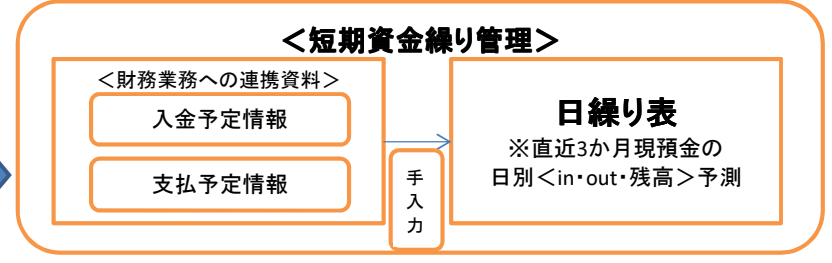 ＜短期資金繰り管理＞
＜財務業務への連携資料＞
入金予定情報
支払予定情報
手
入
力
日繰り表
※直近3か月現預金の
日別＜in・out・残高＞予測